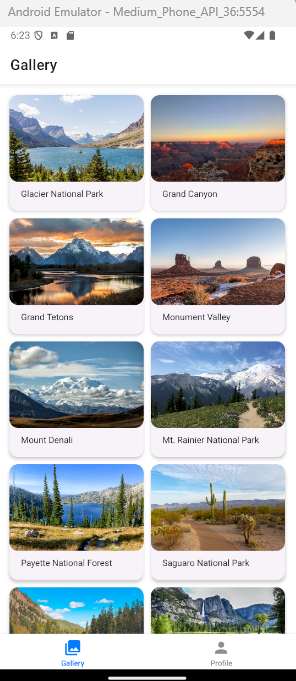 Android Emulator - Medium_Phone_API_36:5554
6:23
Gallery
Glacier National Park
Grand Canyon
Grand Tetons
Monument Valley
Mount Denali
Mt. Rainier National Park
Payette National Forest
Saguaro National Park
Gallery
Profile